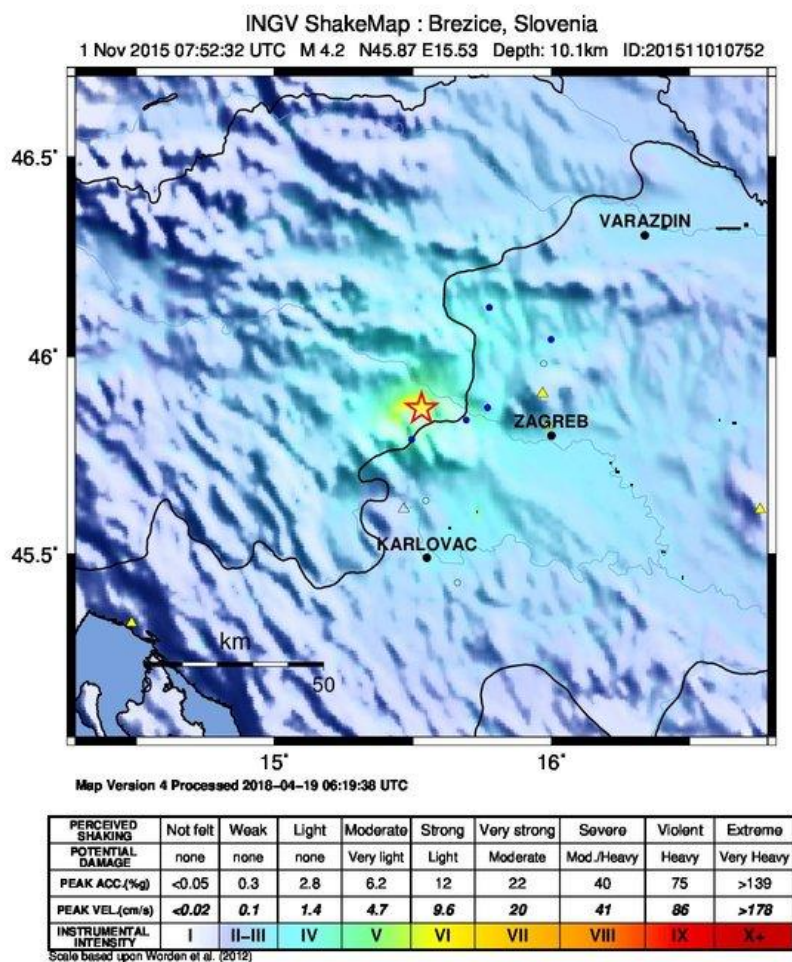 INGV ShakeMap : Brezice, Slovenia
1 Nov 2015 07:52:32 UTC M 4.2 N45.87 E15.53 Depth: 10.1km ID:201511010752
46.5°
VARAZDIN
46°
ZAGREB
45.5°
KARLOVAC
km
0 50
15° 16°
Map Version 4 Processed 2018-04-19 06:19:38 UTC
PERCEIVED SHAKING Not felt Weak Light Moderate Strong Very strong Severe Violent Extreme
POTENTIAL DAMAGE none none none Very light Light Moderate Mod./Heavy Heavy Very Heavy
PEAK ACC.(%g) <0.05 0.3 2.8 6.2 12 22 40 75 >139
PEAK VEL.(cm/s) <0.02 0.1 1.4 4.7 9.6 20 41 86 >178
INSTRUMENTAL INTENSITY I II-III IV V VI VII VIII IX X+
Scale based upon Worden et al. (2012)